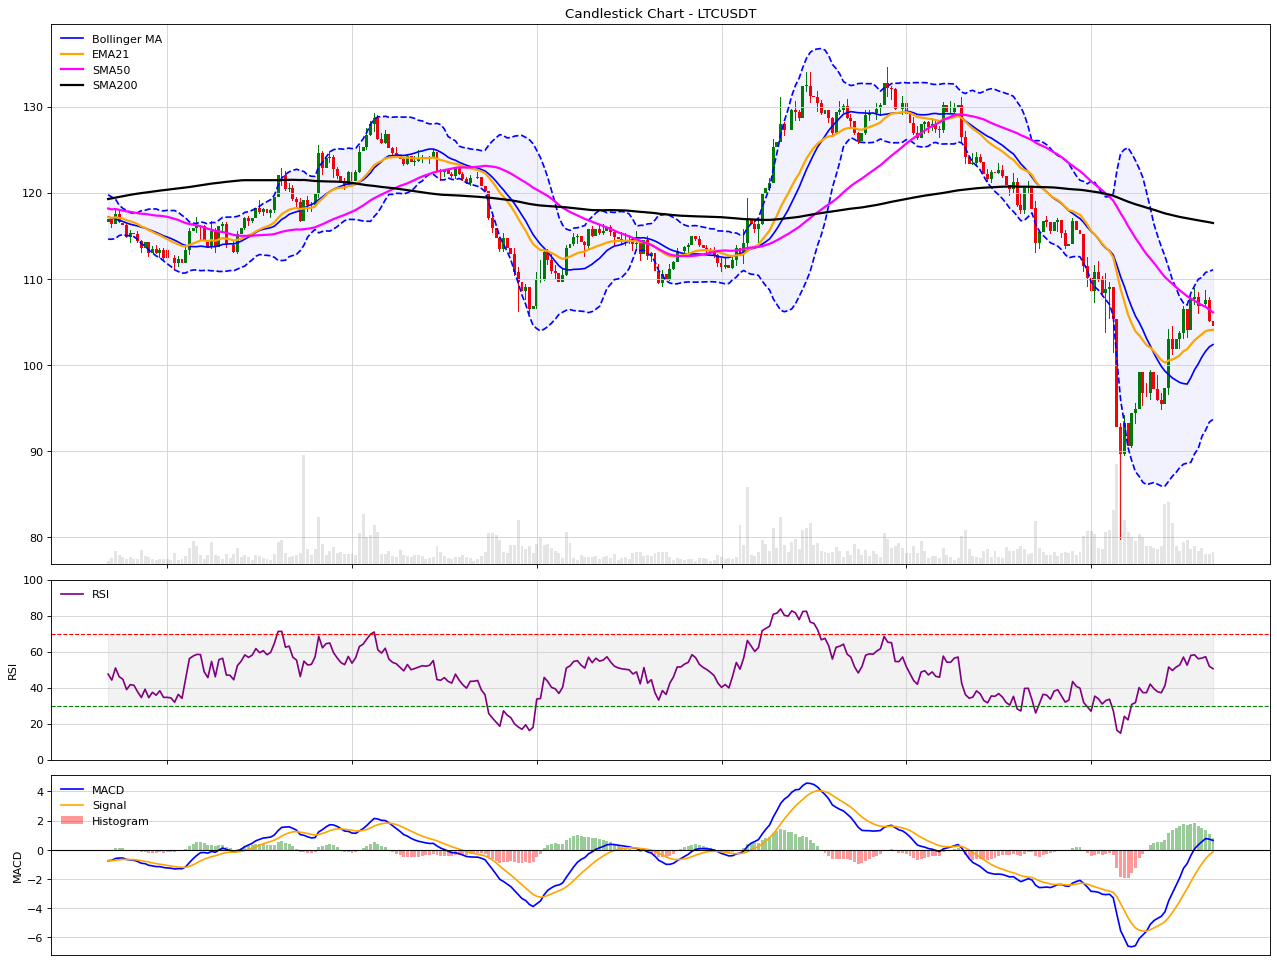 Candlestick Chart - LTCUSDT
Bollinger MA
EMA21
SMA50
SMA200
130
120
110
100
90
80
100
80
60
40
20
0
RSI
RSI
4
2
0
−2
−4
−6
MACD
MACD
Signal
Histogram